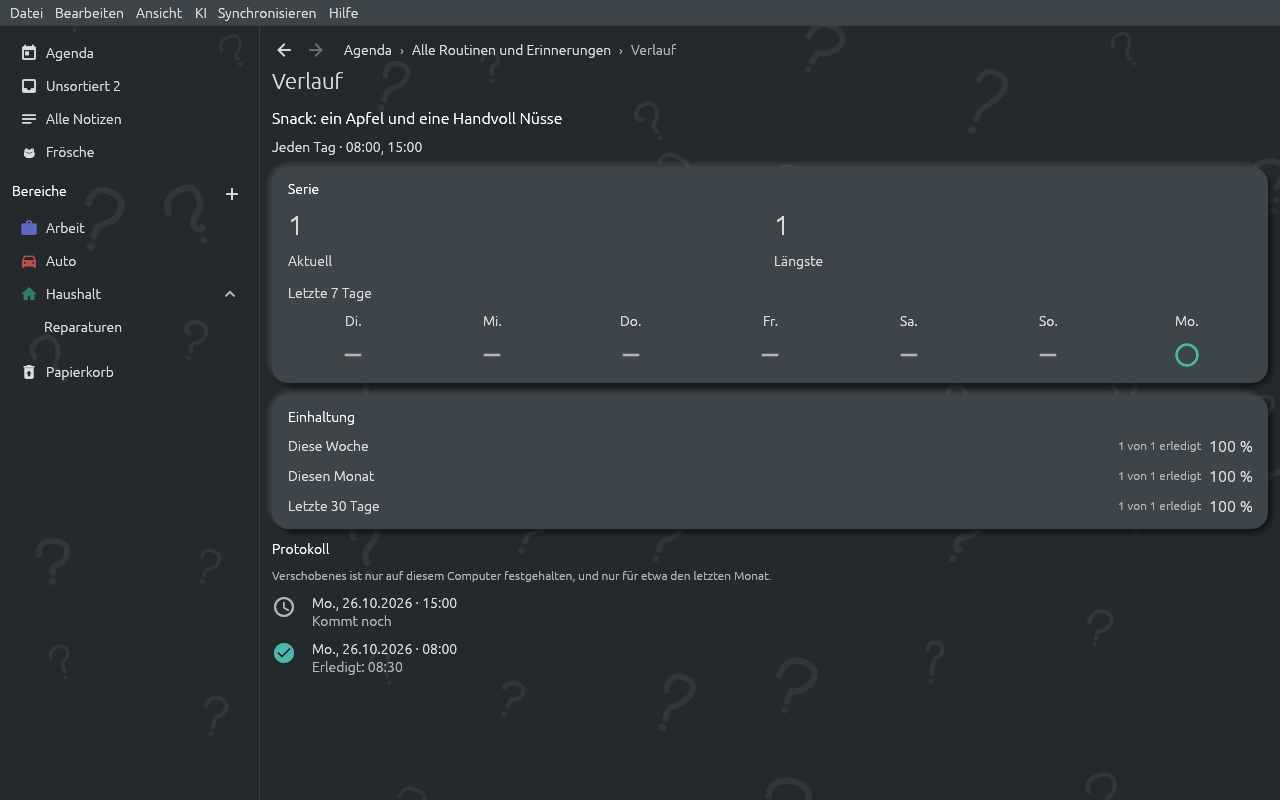 Datei Bearbeiten Ansicht KI Synchronisieren Hilfe
Agenda
Unsortiert 2
Alle Notizen
Frösche
Bereiche
Arbeit
Auto
Haushalt
Reparaturen
Papierkorb
Agenda › Alle Routinen und Erinnerungen › Verlauf
Verlauf
Snack: ein Apfel und eine Handvoll Nüsse
Jeden Tag · 08:00, 15:00
Serie
1 1
Aktuell Längste
Letzte 7 Tage
Di. Mi. Do. Fr. Sa. So. Mo.
Einhaltung
Diese Woche 1 von 1 erledigt 100 %
Diesen Monat 1 von 1 erledigt 100 %
Letzte 30 Tage 1 von 1 erledigt 100 %
Protokoll
Verschobenes ist nur auf diesem Computer festgehalten, und nur für etwa den letzten Monat.
Mo., 26.10.2026 · 15:00
Kommt noch
Mo., 26.10.2026 · 08:00
Erledigt: 08:30